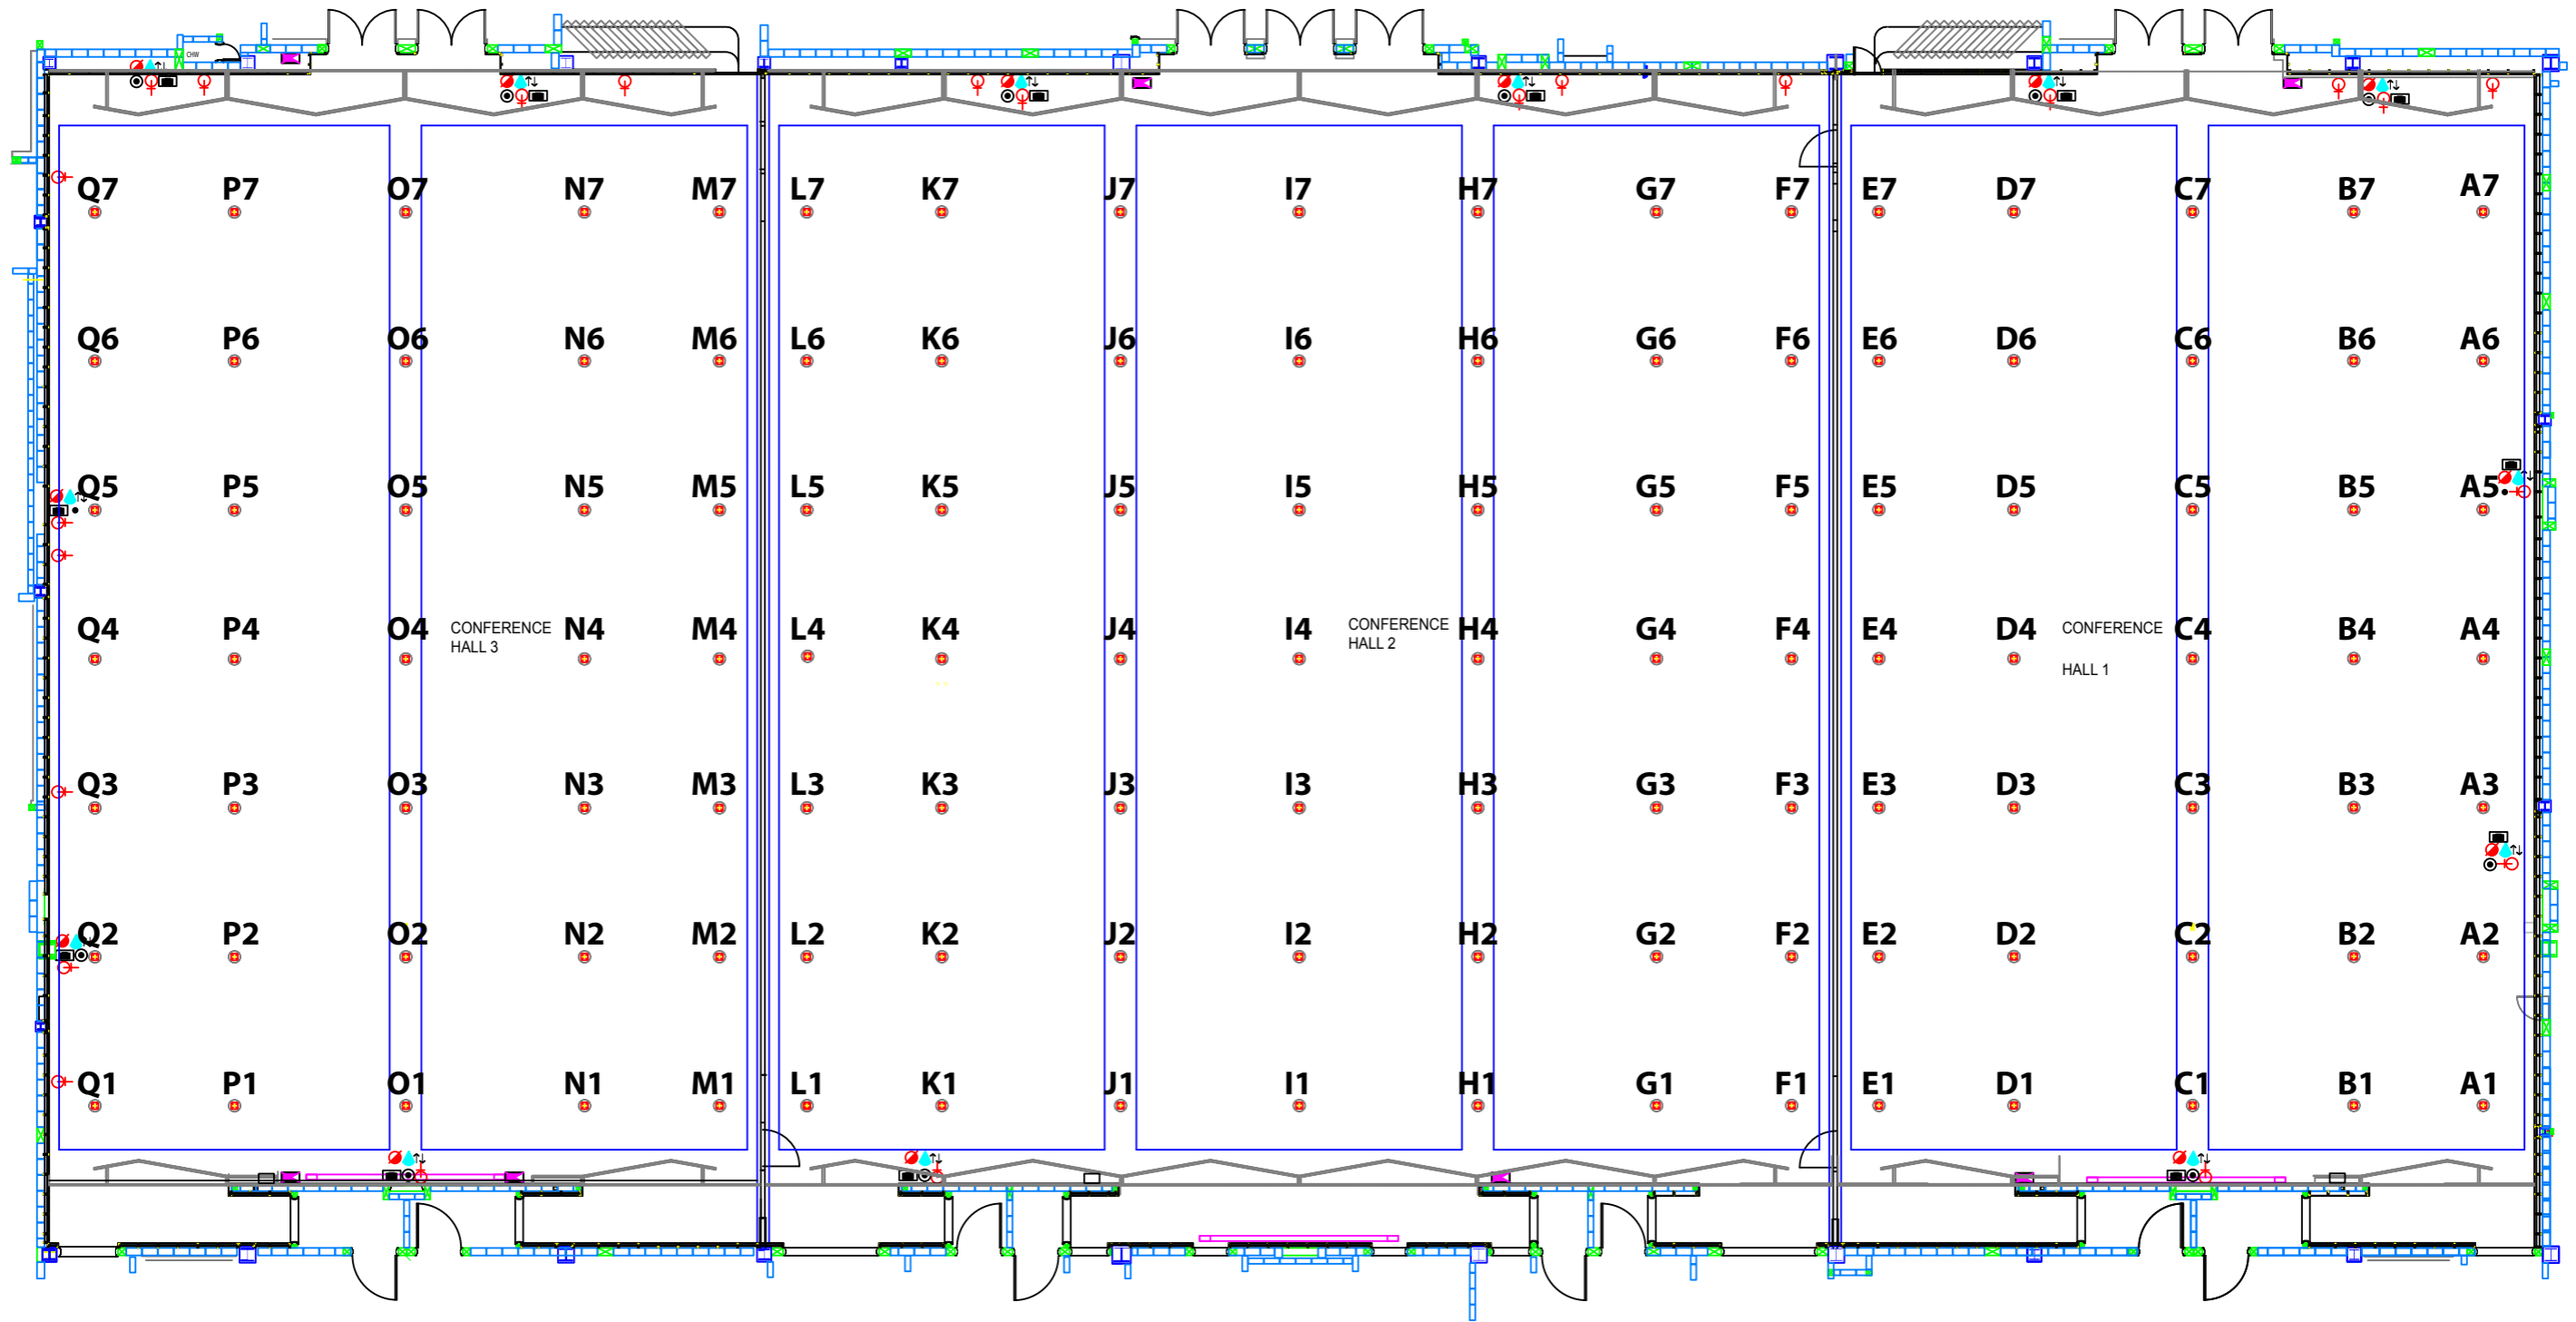 CHW
Q7 P7 O7 N7 M7 L7 K7 J7 I7 H7 G7 F7 E7 D7 C7 B7 A7
Q6 P6 O6 N6 M6 L6 K6 J6 I6 H6 G6 F6 E6 D6 C6 B6 A6
Q5 P5 O5 N5 M5 L5 K5 J5 I5 H5 G5 F5 E5 D5 C5 B5 A5
Q4 P4 O4 N4 M4 L4 K4 J4 I4 H4 G4 F4 E4 D4 C4 B4 A4
CONFERENCE
HALL 3
CONFERENCE
HALL 2
CONFERENCE
HALL 1
Q3 P3 O3 N3 M3 L3 K3 J3 I3 H3 G3 F3 E3 D3 C3 B3 A3
Q2 P2 O2 N2 M2 L2 K2 J2 I2 H2 G2 F2 E2 D2 C2 B2 A2
Q1 P1 O1 N1 M1 L1 K1 J1 I1 H1 G1 F1 E1 D1 C1 B1 A1